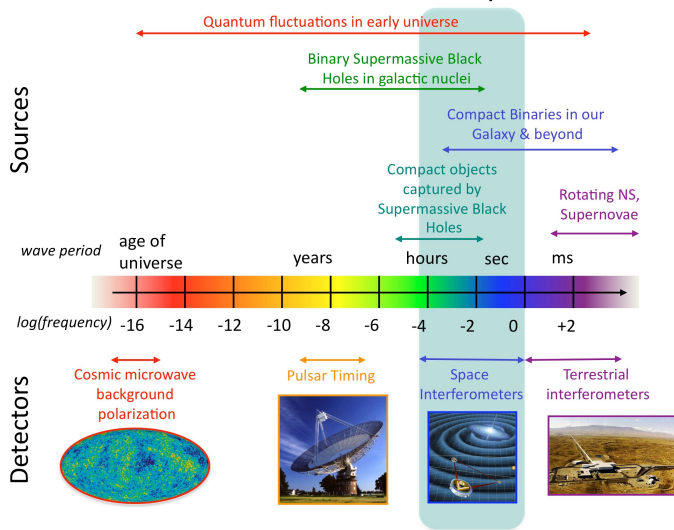 Quantum fluctuations in early universe
Binary Supermassive Black
Holes in galactic nuclei
Compact Binaries in our
Galaxy & beyond
Compact objects
captured by
Supermassive Black
Holes
Rotating NS,
Supernovae
Sources
wave period
age of
universe
years
hours
sec
ms
log(frequency)
-16 -14 -12 -10 -8 -6 -4 -2 0 +2
Detectors
Cosmic microwave
background
polarization
Pulsar Timing
Space
Interferometers
Terrestrial
interferometers